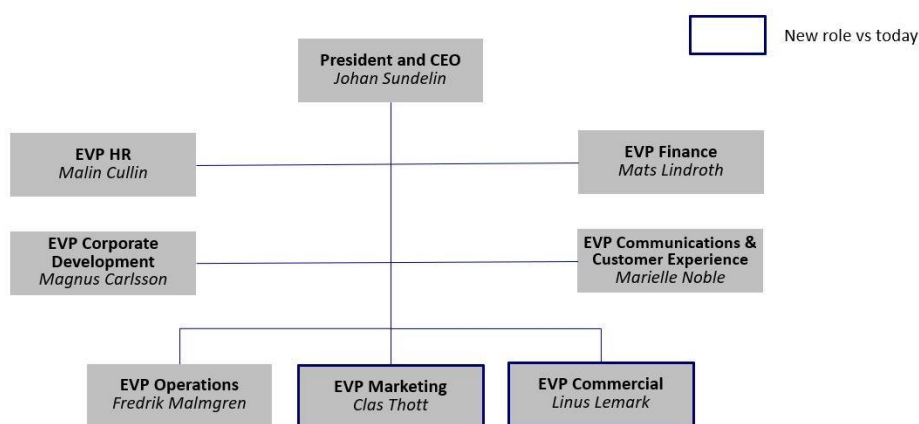 New role vs today
President and CEO
Johan Sundelin
EVP HR
Malin Cullin
EVP Finance
Mats Lindroth
EVP Corporate
Development
Magnus Carlsson
EVP Communications &
Customer Experience
Marielle Noble
EVP Operations
Fredrik Malmgren
EVP Marketing
Clas Thott
EVP Commercial
Linus Lemark